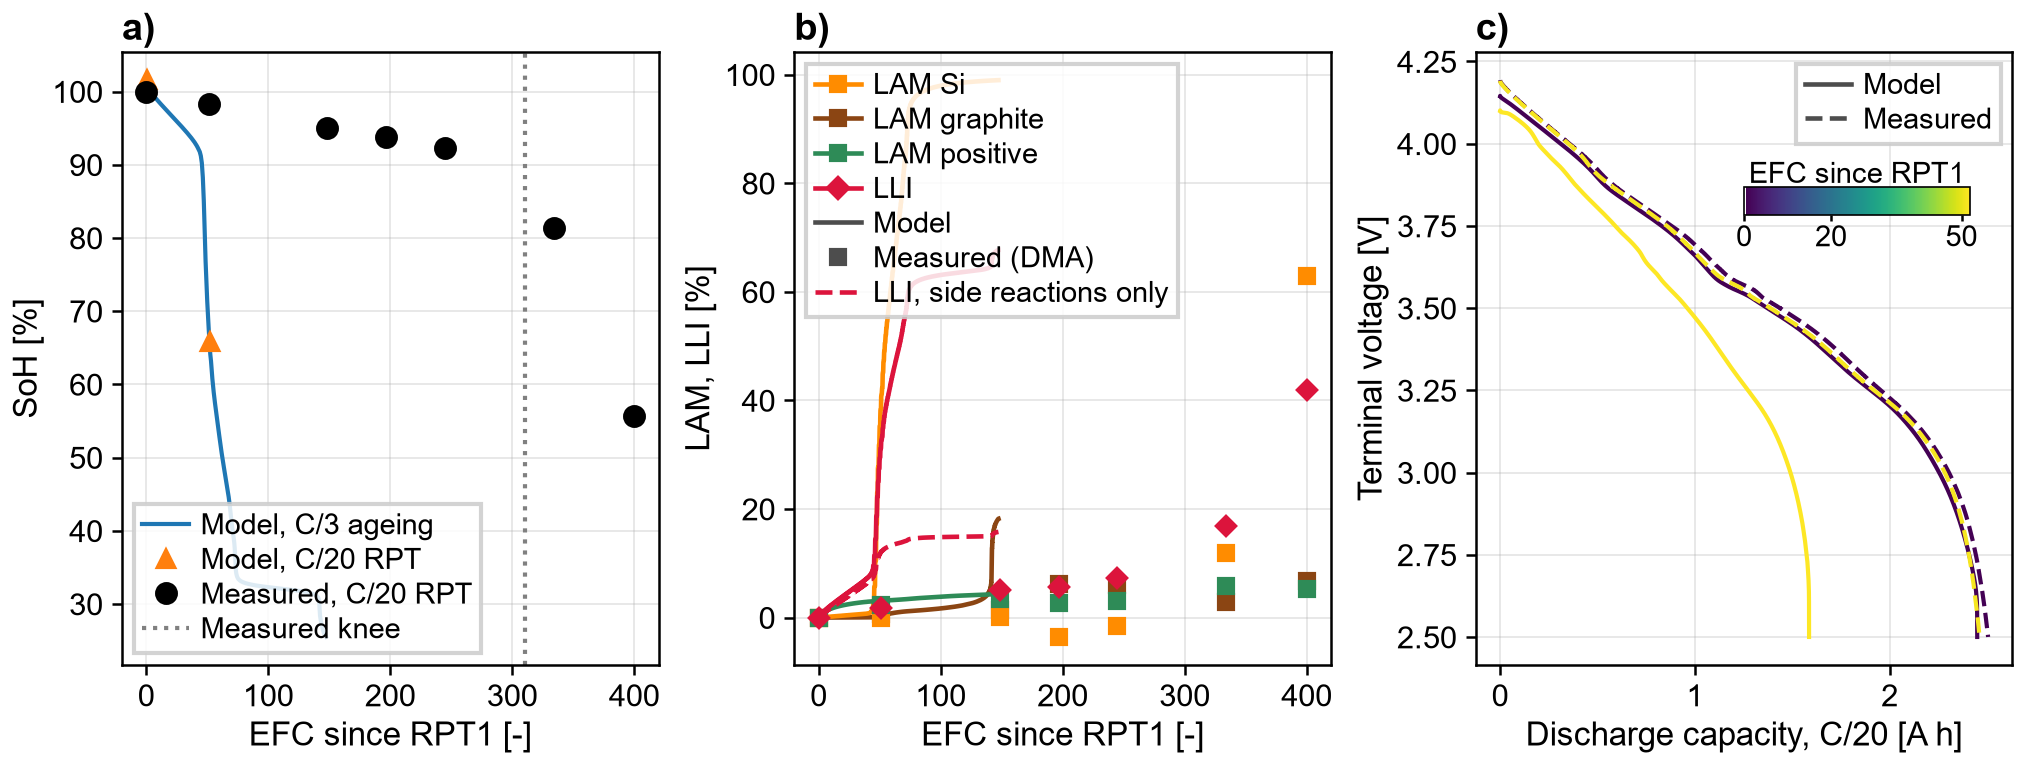 a)
SoH [%]
100
90
80
70
60
50
40
30
0
100
200
300
400
EFC since RPT1 [-]
Model, C/3 ageing
Model, C/20 RPT
Measured, C/20 RPT
Measured knee
b)
LAM, LLI [%]
100
80
60
40
20
0
0
100
200
300
400
EFC since RPT1 [-]
LAM Si
LAM graphite
LAM positive
LLI
Model
Measured (DMA)
LLI, side reactions only
c)
Terminal voltage [V]
4.25
4.00
3.75
3.50
3.25
3.00
2.75
2.50
0
1
2
Discharge capacity, C/20 [A h]
Model
Measured
EFC since RPT1
0
20
50